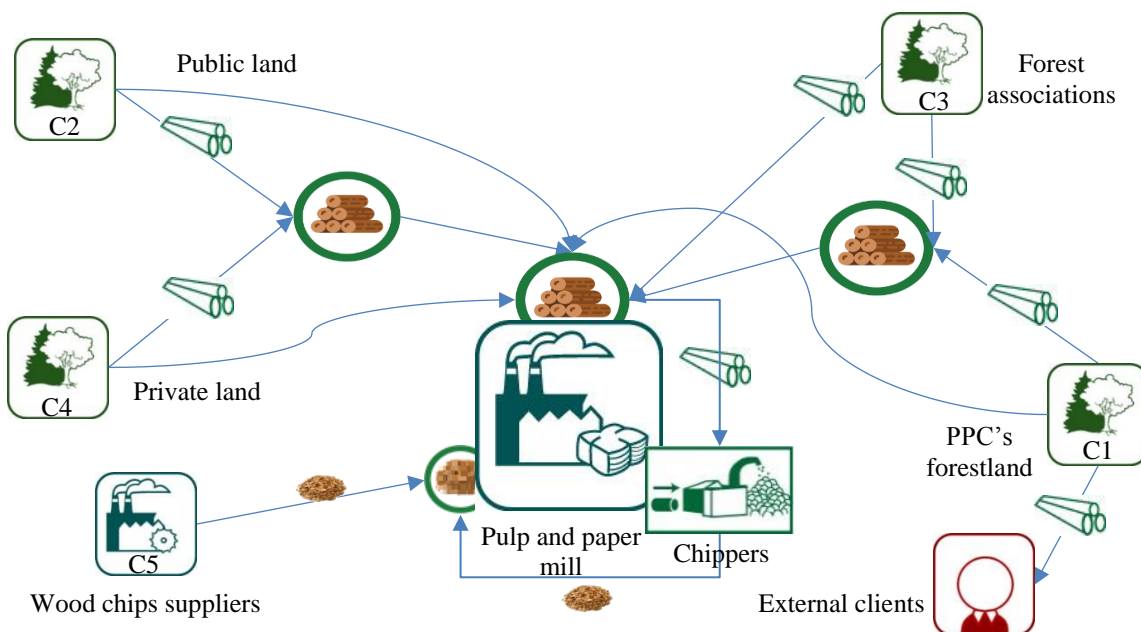 Public land
C2
C3
Forest
associations
C4
Private land
PPC's
forestland
C1
C5
Wood chips suppliers
Pulp and paper
mill
Chippers
External clients